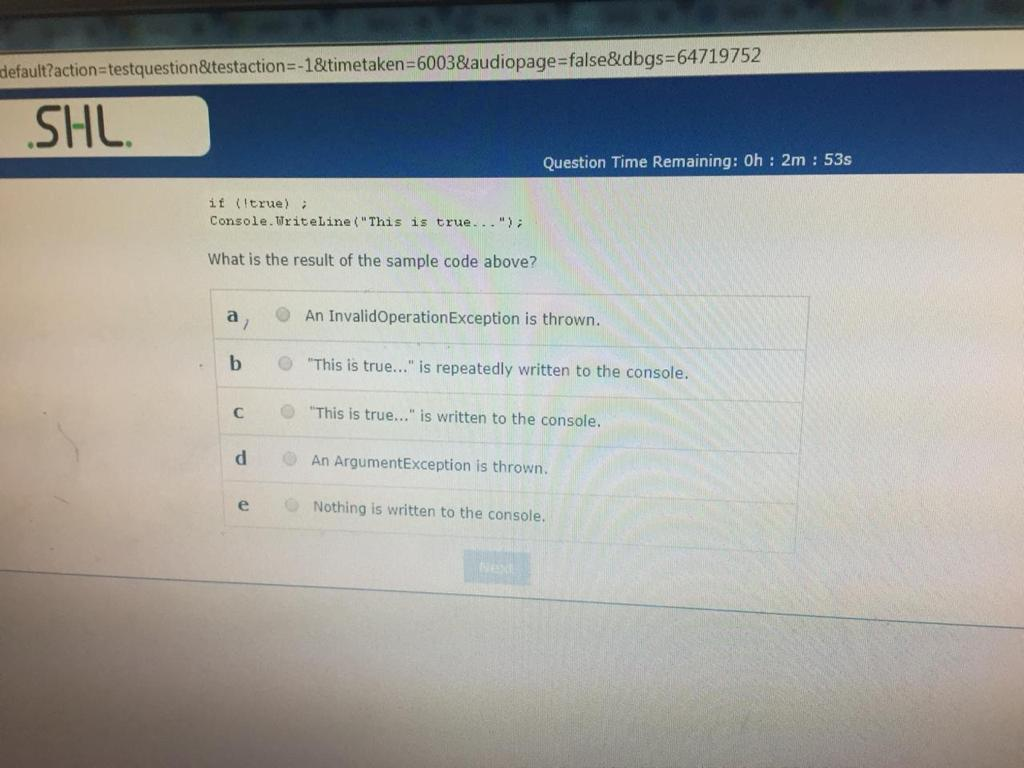 default?action=testquestion&testaction=-1&timetaken=6003&audiopage=false&dbgs=64719752
.SHL.
Question Time Remaining: 0h : 2m : 53s
if (!true) ;
Console.WriteLine("This is true...");
What is the result of the sample code above?
a An InvalidOperationException is thrown.
b "This is true..." is repeatedly written to the console.
c "This is true..." is written to the console.
d An ArgumentException is thrown.
e Nothing is written to the console.
Next